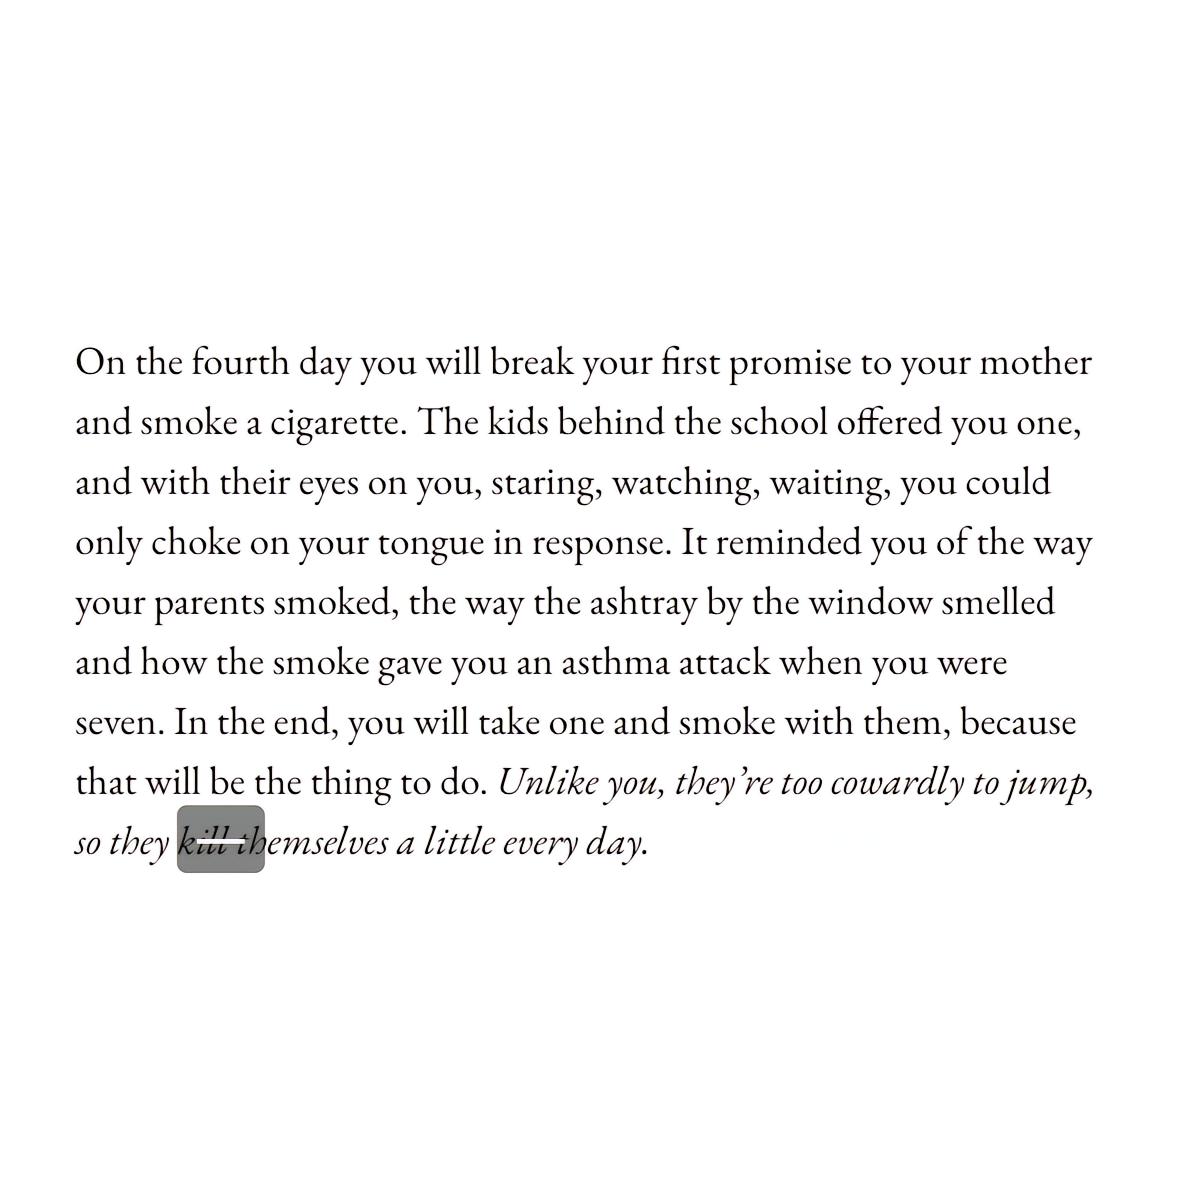 On the fourth day you will break your first promise to your mother
and smoke a cigarette. The kids behind the school offered you one,
and with their eyes on you, staring, watching, waiting, you could
only choke on your tongue in response. It reminded you of the way
your parents smoked, the way the ashtray by the window smelled
and how the smoke gave you an asthma attack when you were
seven. In the end, you will take one and smoke with them, because
that will be the thing to do. Unlike you, they’re too cowardly to jump,
so they kill themselves a little every day.